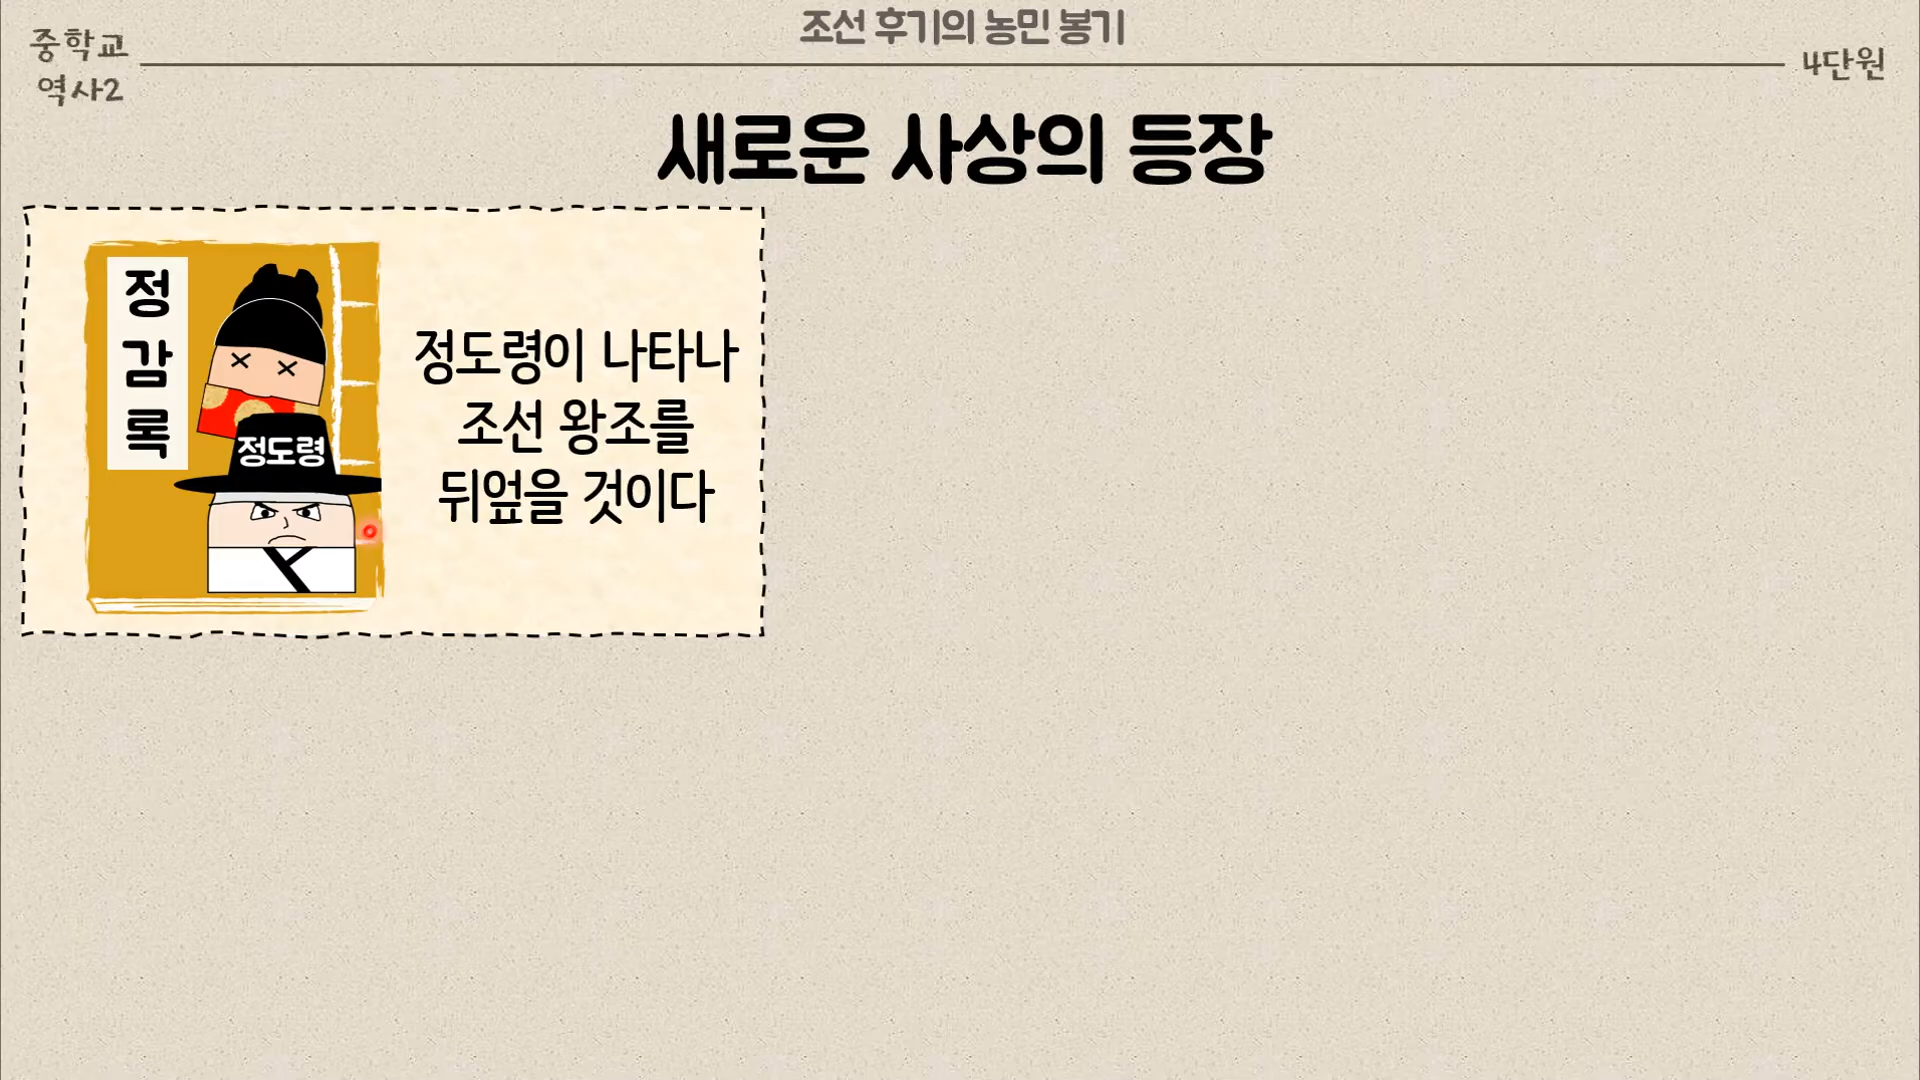 조선 후기의 농민 봉기
중학교
역사2
4단원
새로운 사상의 등장
정
감
록
정도령
정도령이 나타나
조선 왕조를
뒤엎을 것이다